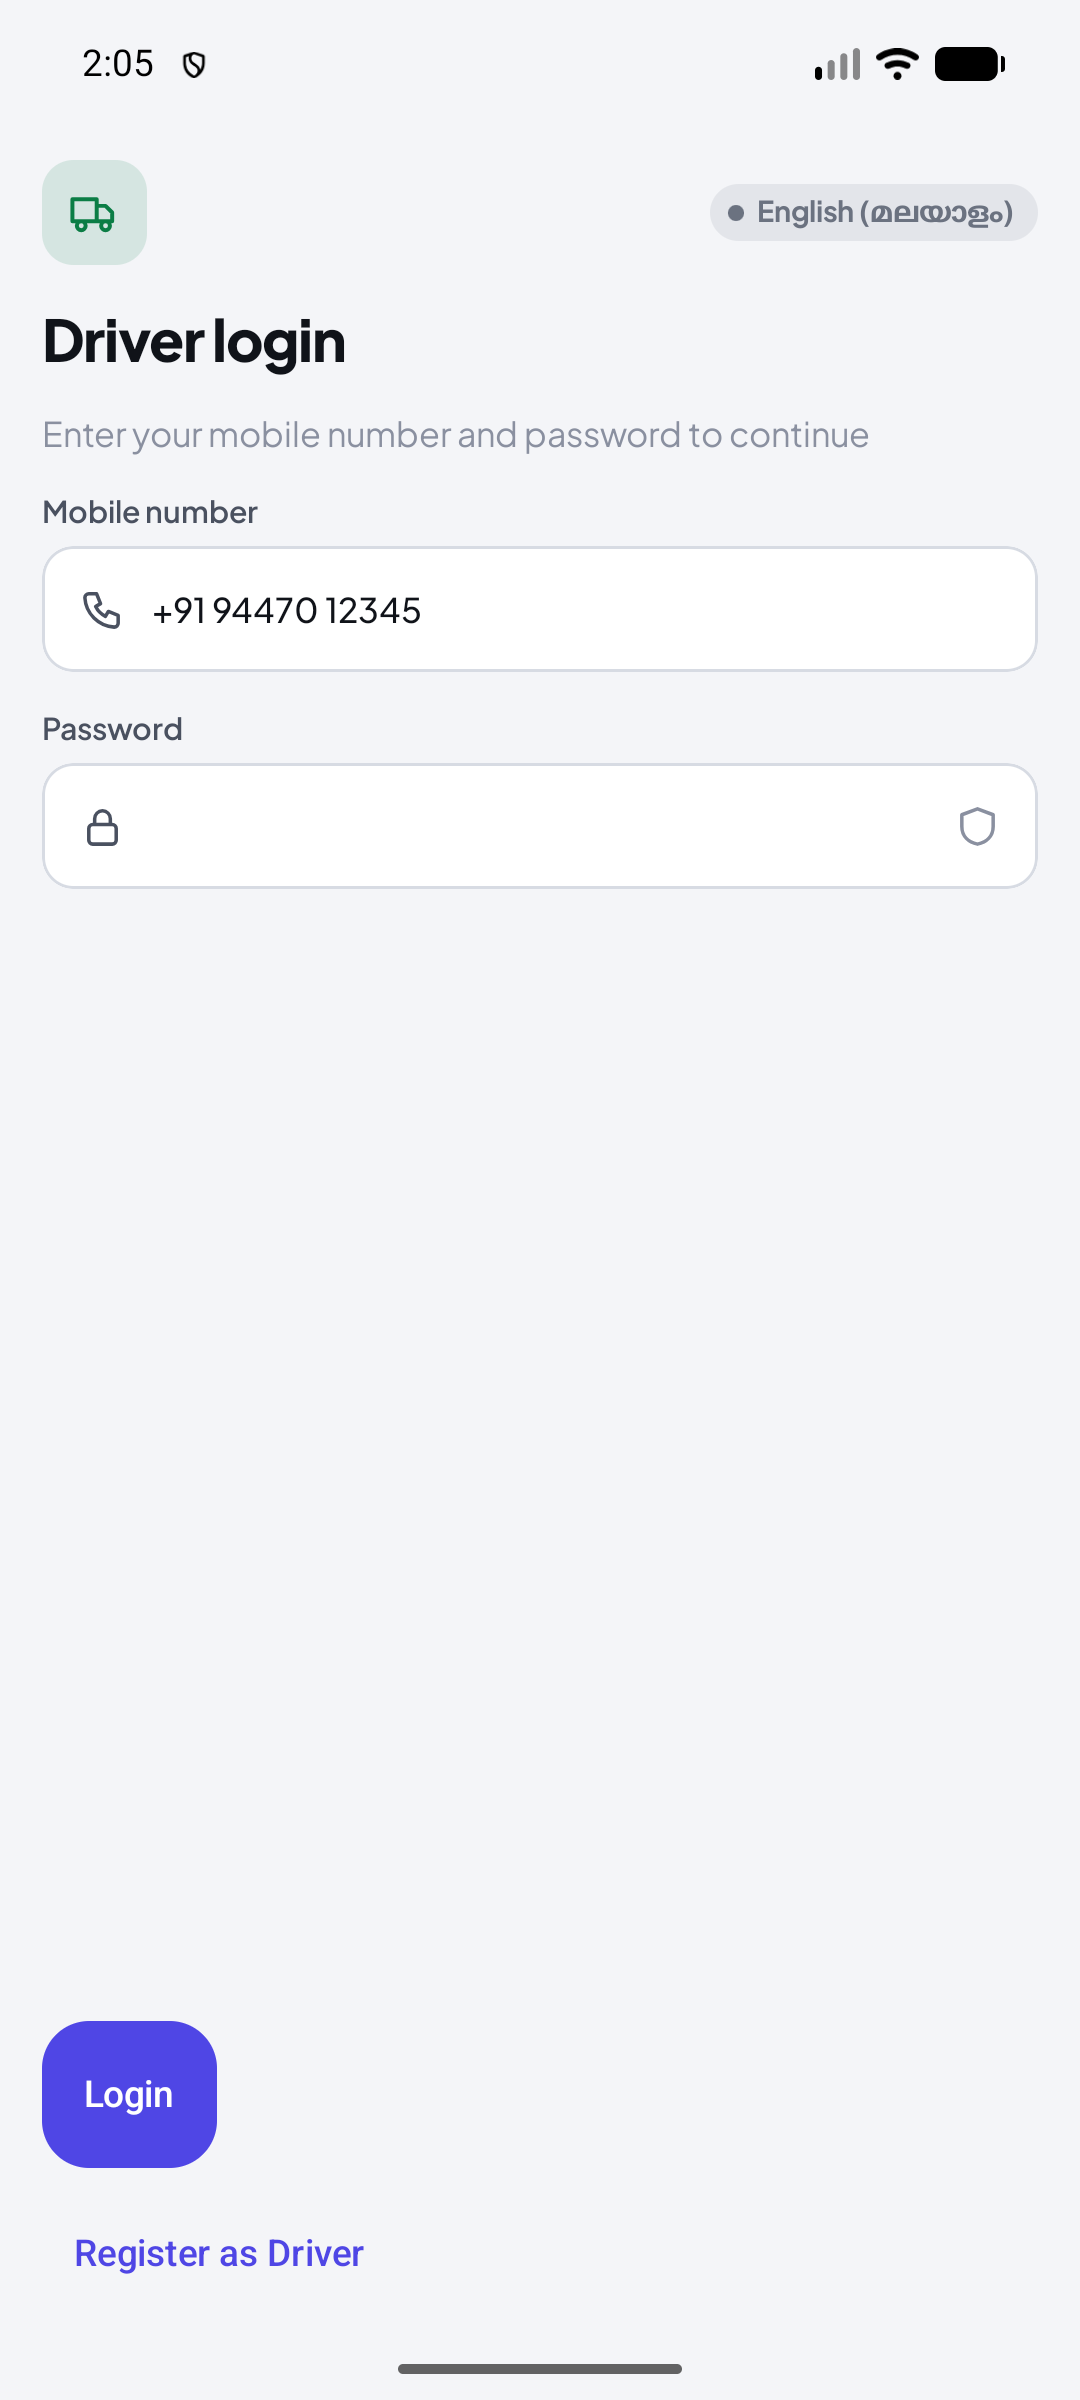 2:05
English (മലയാളം)
Driver login
Enter your mobile number and password to continue
Mobile number
+91 94470 12345
Password
Login
Register as Driver